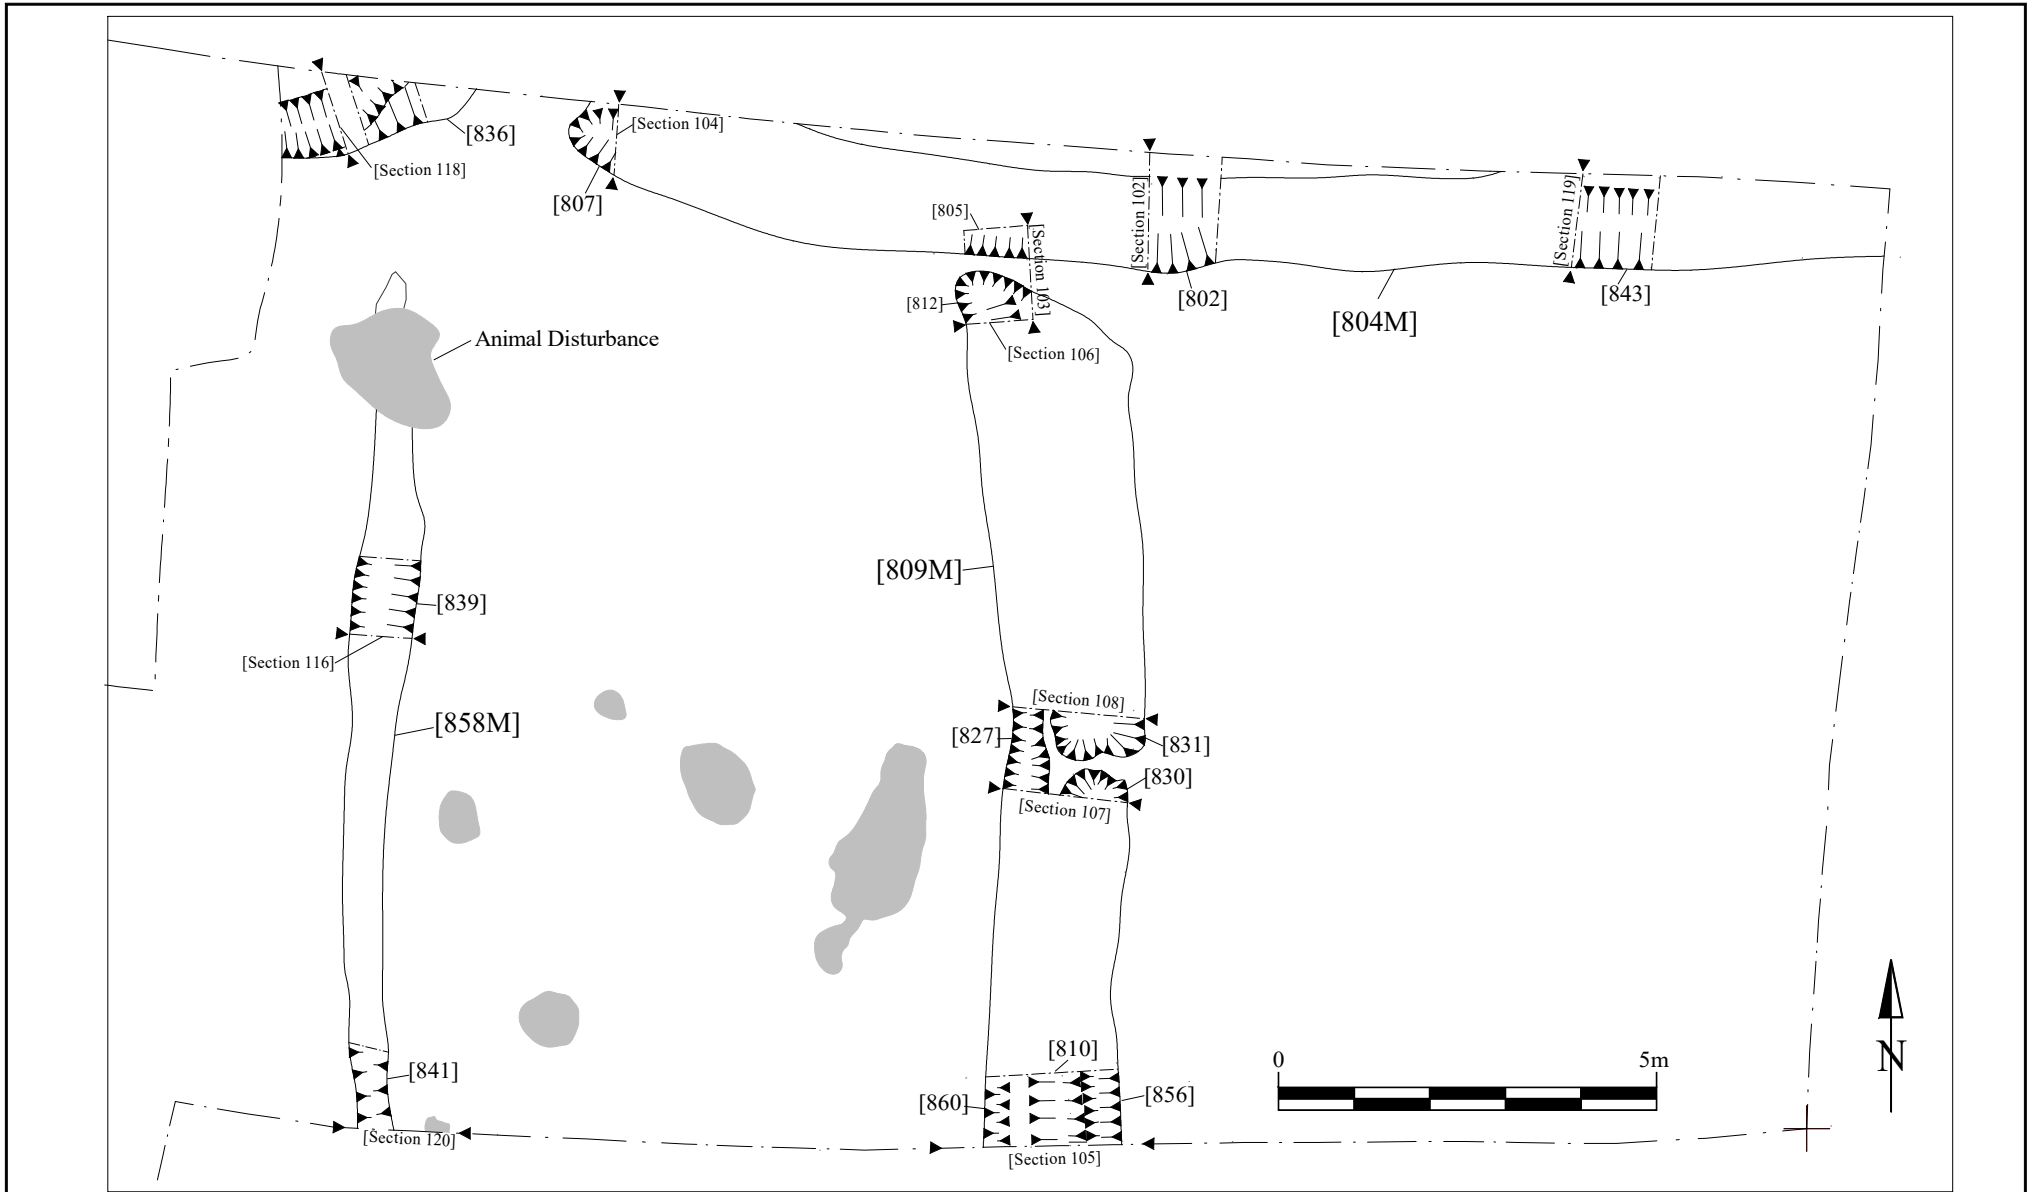 [836]
[Section 104]
[Section 118]
[807]
[805]
[Section 102]
[Section 119]
[Section 103]
[812]
[802]
[843]
[804M]
Animal Disturbance
[Section 106]
[809M]
[839]
[Section 116]
[858M]
[Section 108]
[827]
[831]
[830]
[Section 107]
[810]
[841]
[860]
[856]
[Section 120]
[Section 105]
0
5m
N